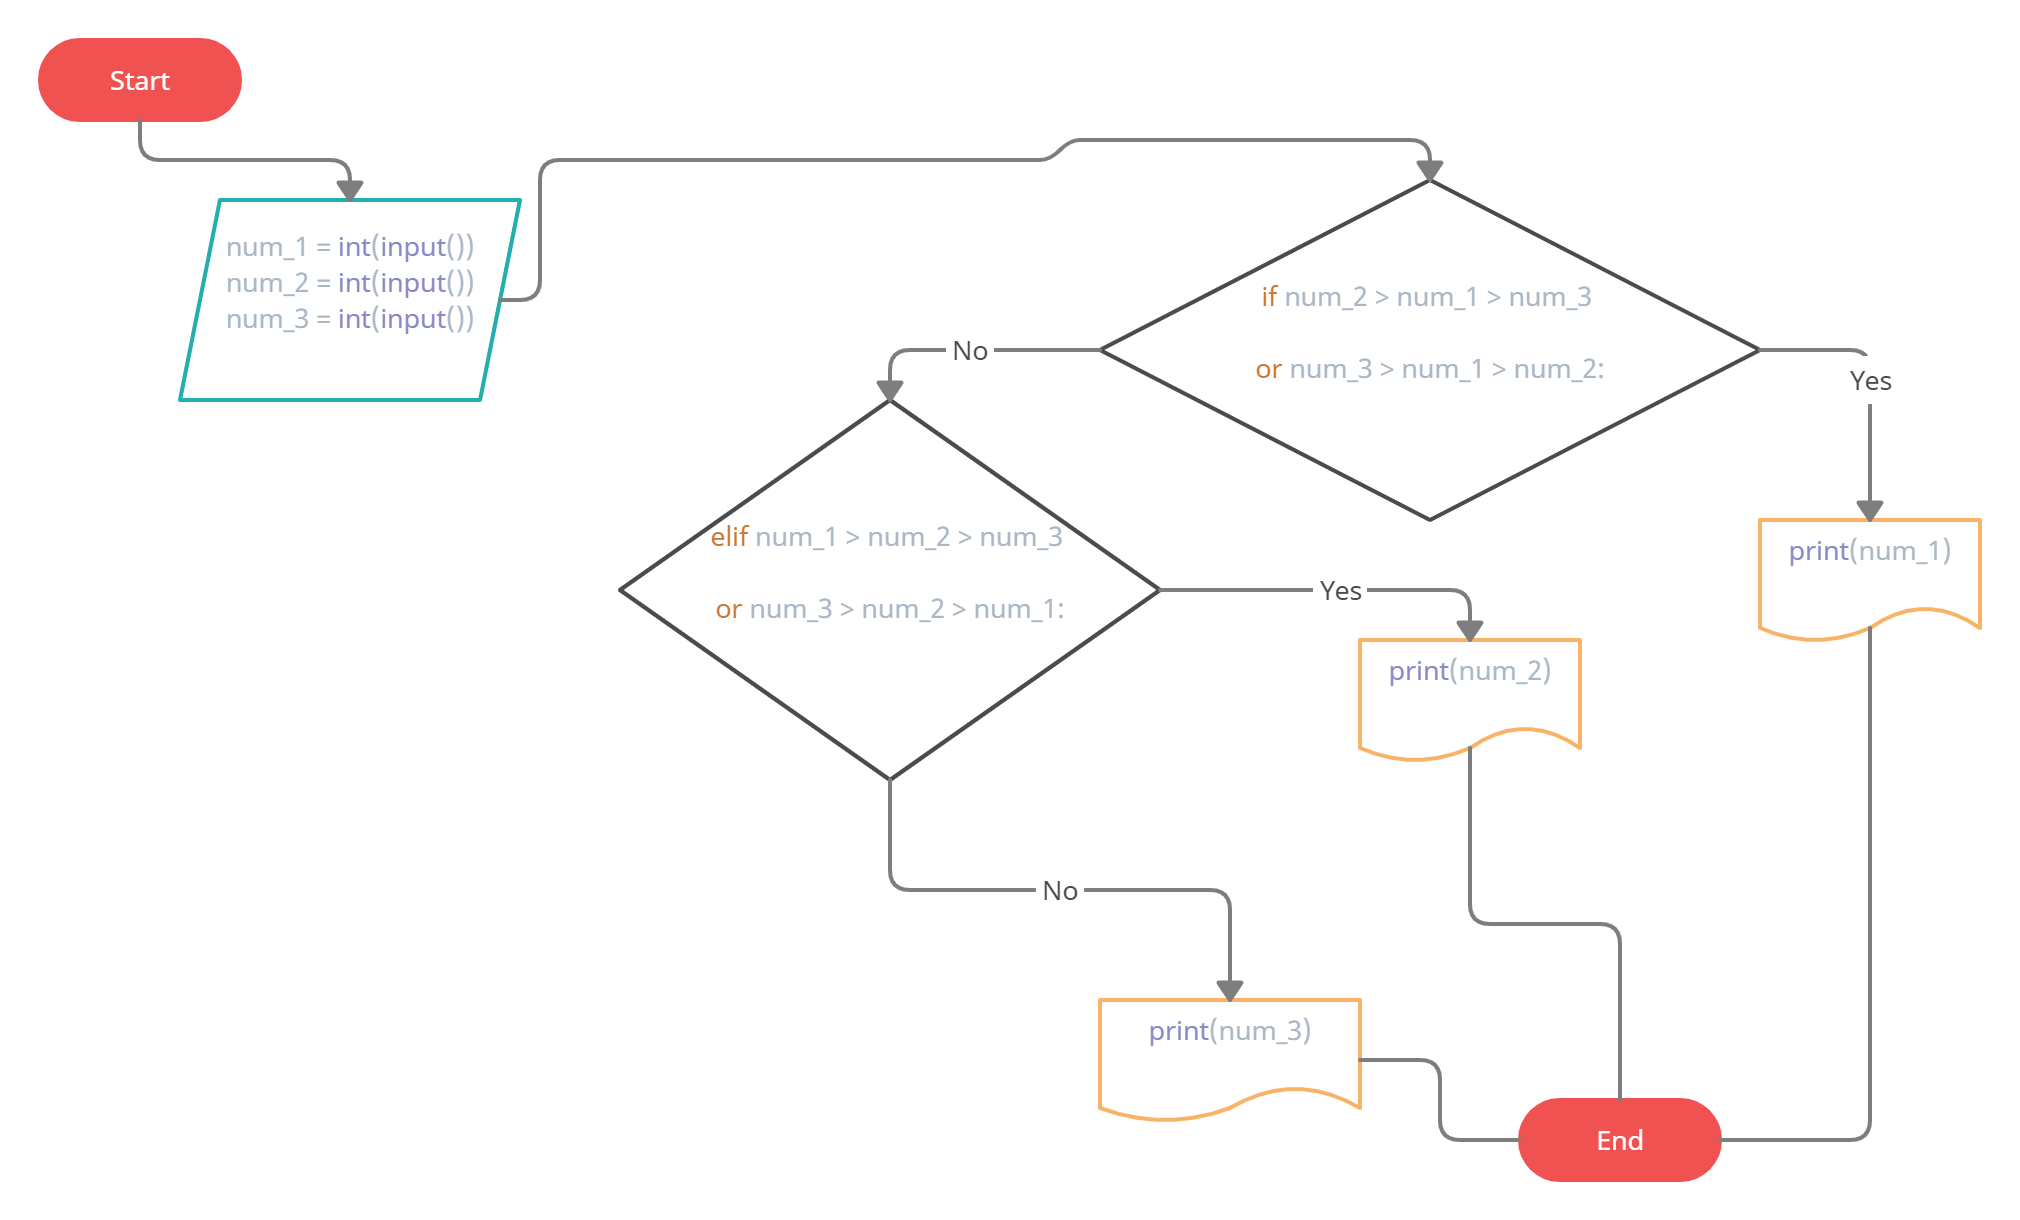 Start
num_1 = int(input())
num_2 = int(input())
num_3 = int(input())
if num_2 > num_1 > num_3
or num_3 > num_1 > num_2:
No
Yes
elif num_1 > num_2 > num_3
or num_3 > num_2 > num_1:
Yes
print(num_1)
print(num_2)
No
print(num_3)
End